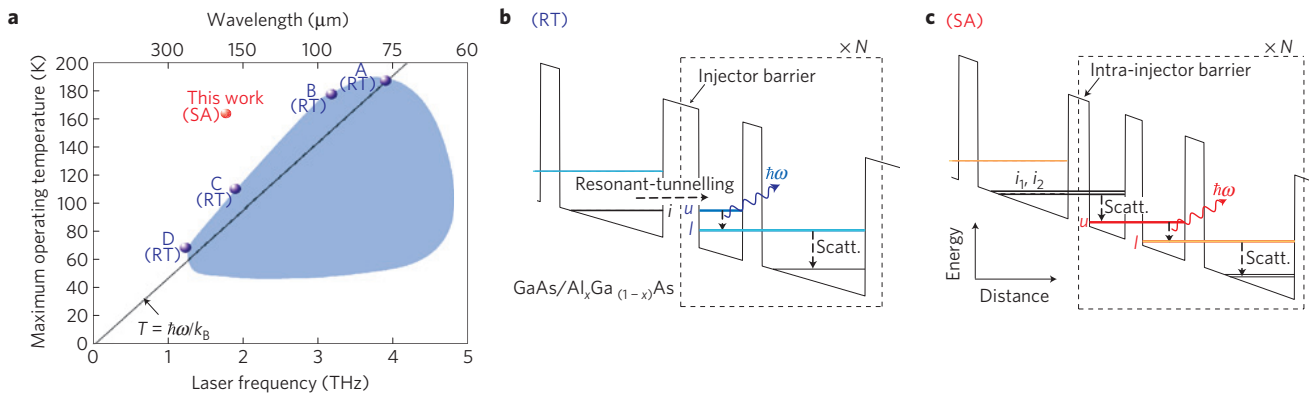 a
Wavelength (μm)
300 200 150 100 75 60
Maximum operating temperature (K)
200
180
160
140
120
100
80
60
40
20
0
This work
(SA)
A
(RT)
B
(RT)
C
(RT)
D
(RT)
T = ℏω/k_B
0 1 2 3 4 5
Laser frequency (THz)
b (RT)
× N
Injector barrier
Resonant-tunnelling
ℏω
i u
l
Scatt.
GaAs/Al_xGa_(1 − x)As
c (SA)
× N
Intra-injector barrier
i₁, i₂
ℏω
Scatt.
u
l
Scatt.
Energy
Distance